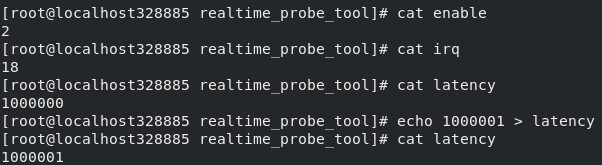 [root@localhost328885 realtime_probe_tool]# cat enable
2
[root@localhost328885 realtime_probe_tool]# cat irq
18
[root@localhost328885 realtime_probe_tool]# cat latency
1000000
[root@localhost328885 realtime_probe_tool]# echo 1000001 > latency
[root@localhost328885 realtime_probe_tool]# cat latency
1000001